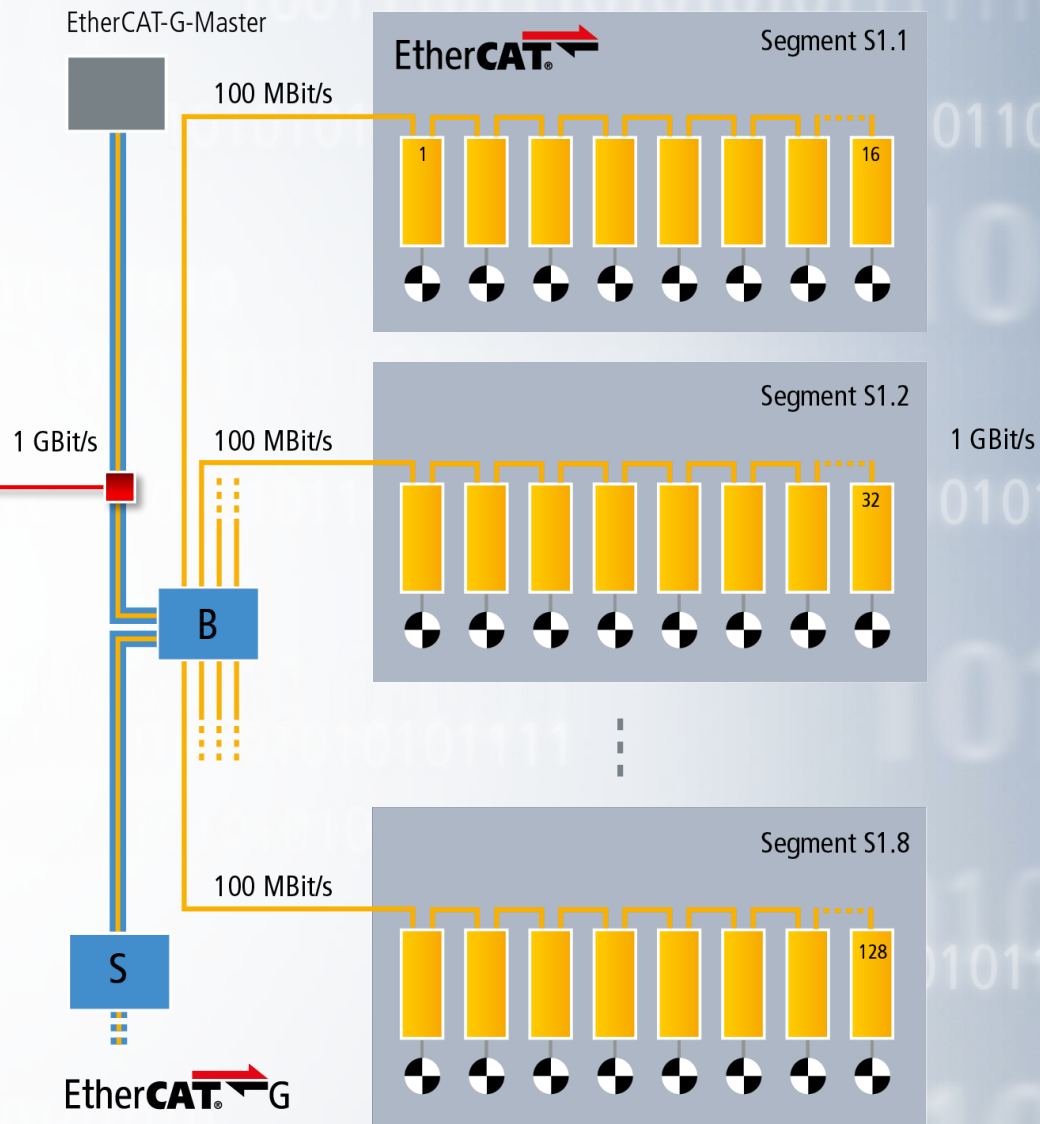 EtherCAT-G-Master
EtherCAT®
Segment S1.1
100 MBit/s
1
16
Segment S1.2
1 GBit/s
100 MBit/s
1 GBit/s
32
B
Segment S1.8
100 MBit/s
128
S
EtherCAT® G